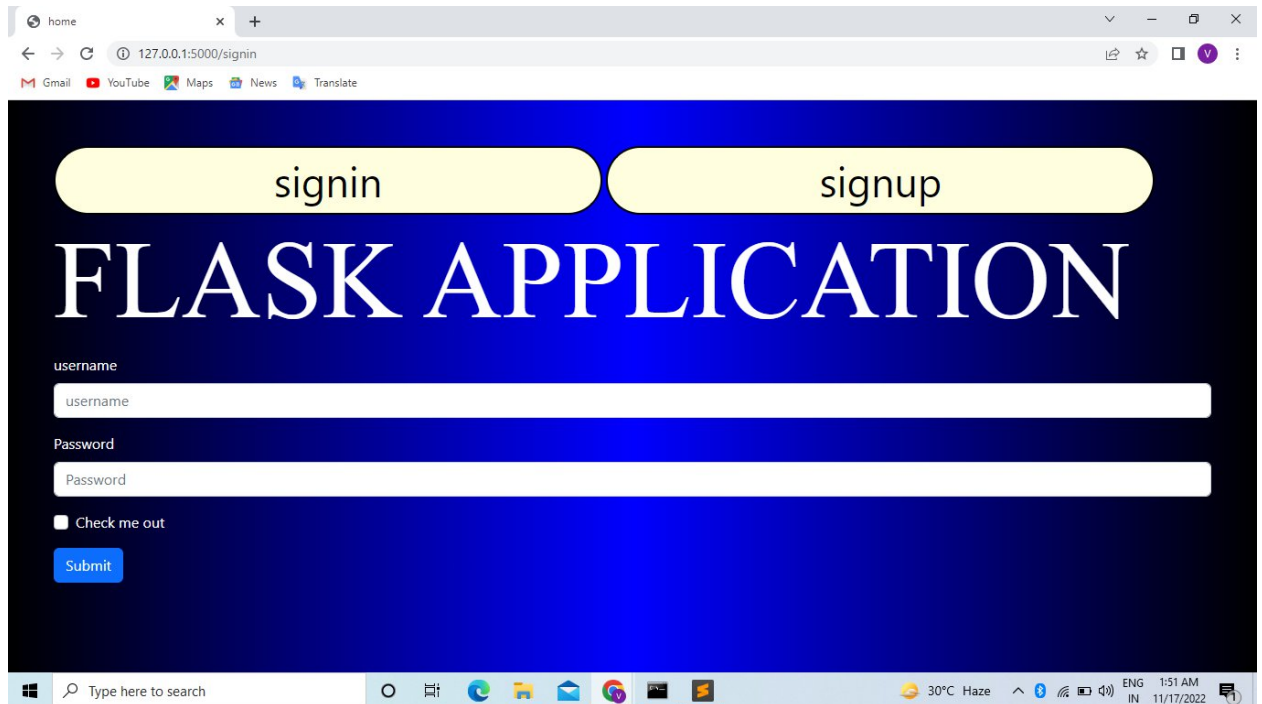 home
127.0.0.1:5000/signin
Gmail YouTube Maps News Translate
signin signup
FLASK APPLICATION
username
username
Password
Password
Check me out
Submit
Type here to search 30°C Haze ENG 1:51 AM
IN 11/17/2022